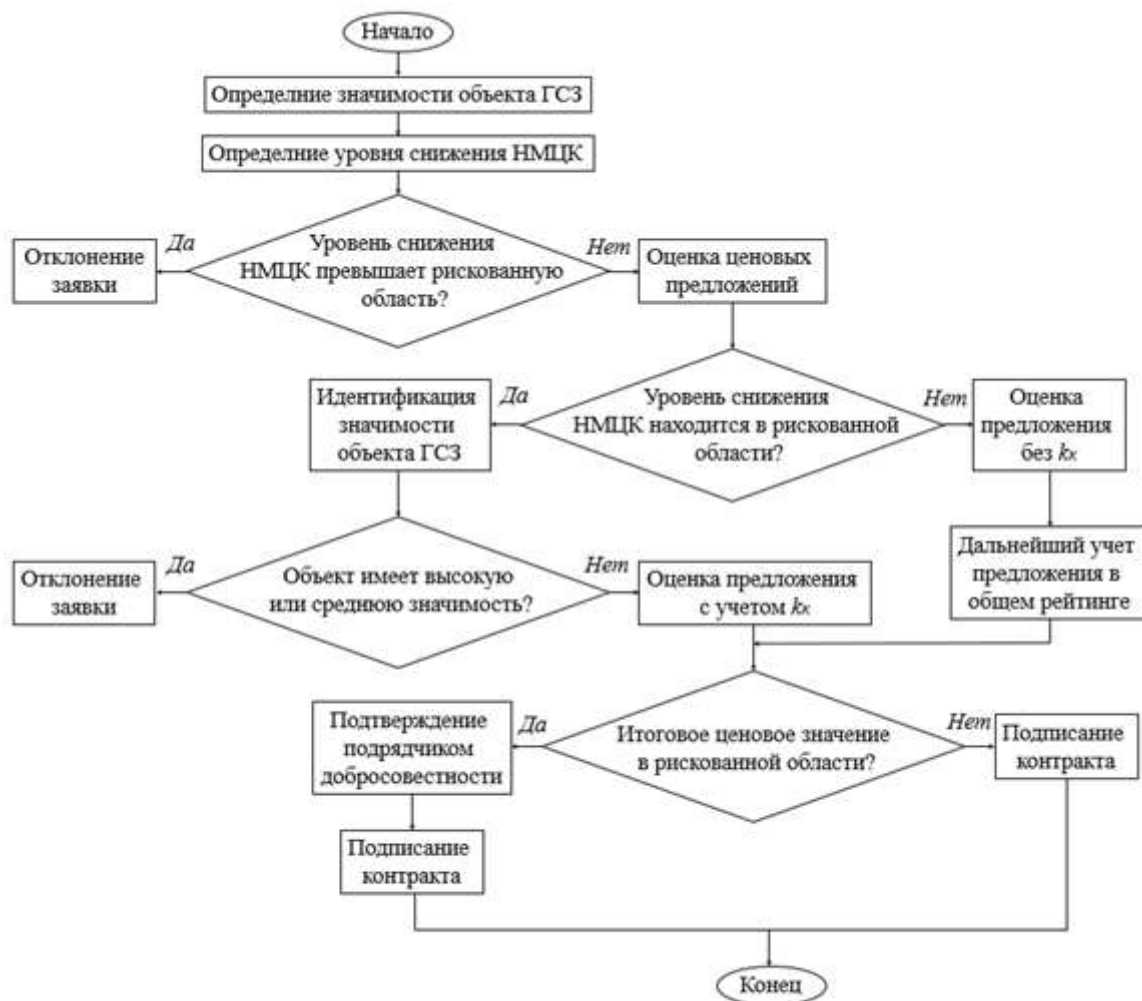 Начало
Определние значимости объекта ГСЗ
Определние уровня снижения НМЦК
Да
Уровень снижения
НМЦК превышает рискованную
область?
Нет
Отклонение
заявки
Оценка ценовых
предложений
Идентификация
значимости
объекта ГСЗ
Да
Уровень снижения
НМЦК находится в рискованной
области?
Нет
Оценка
предложения
без kк
Дальнейший учет
предложения в
общем рейтинге
Отклонение
заявки
Да
Объект имеет высокую
или среднюю значимость?
Нет
Оценка предложения
с учетом kк
Подтверждение
подрядчиком
добросовестности
Да
Итоговое ценовое значение
в рискованной области?
Нет
Подписание
контракта
Подписание
контракта
Конец